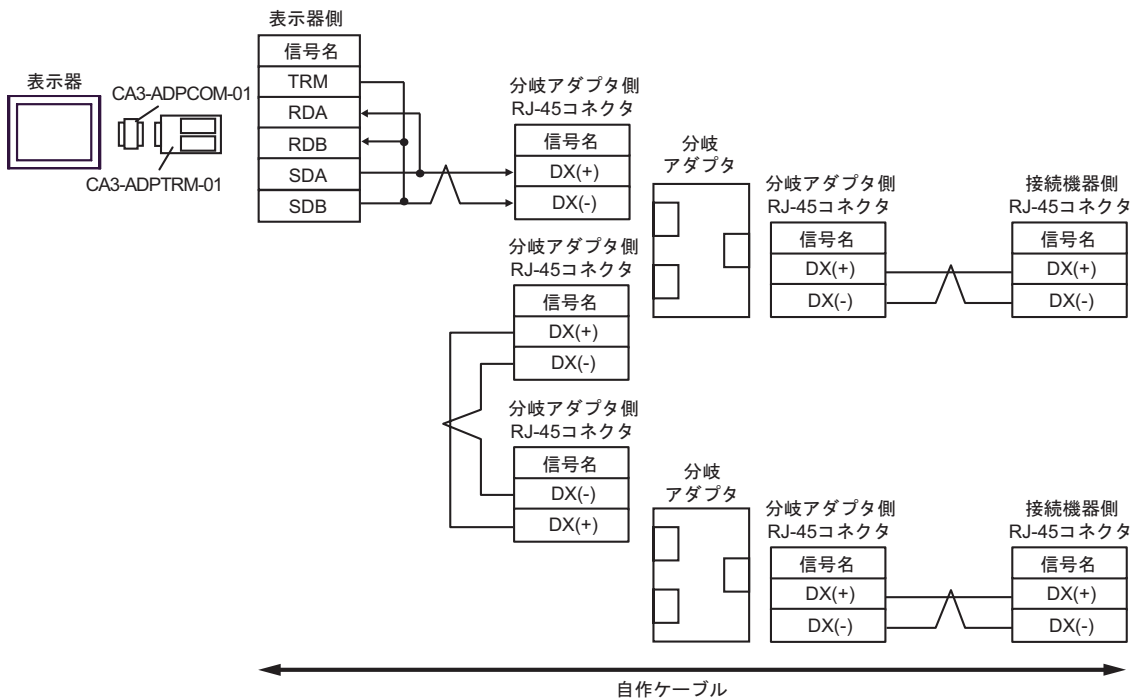 表示器
CA3-ADPCOM-01
CA3-ADPTRM-01
表示器側
信号名
TRM
RDA
RDB
SDA
SDB
分岐アダプタ側
RJ-45コネクタ
信号名
DX(+)
DX(-)
分岐アダプタ側
RJ-45コネクタ
信号名
DX(+)
DX(-)
分岐
アダプタ
分岐アダプタ側
RJ-45コネクタ
信号名
DX(+)
DX(-)
接続機器側
RJ-45コネクタ
信号名
DX(+)
DX(-)
分岐アダプタ側
RJ-45コネクタ
信号名
DX(-)
DX(+)
分岐
アダプタ
分岐アダプタ側
RJ-45コネクタ
信号名
DX(+)
DX(-)
接続機器側
RJ-45コネクタ
信号名
DX(+)
DX(-)
自作ケーブル